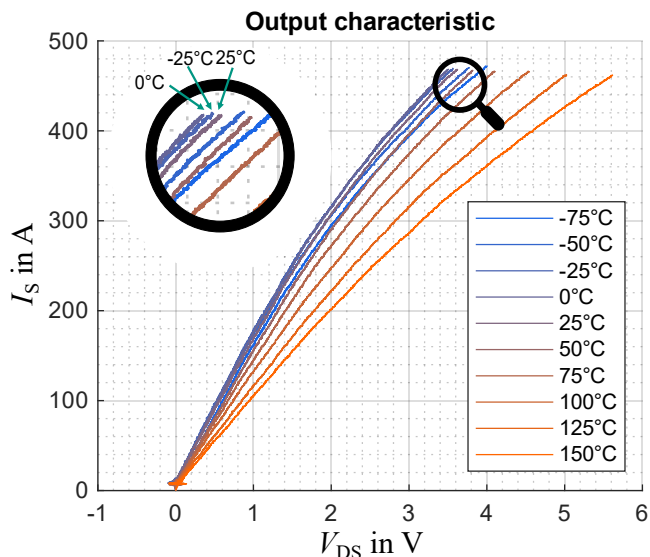 Output characteristic
500
400
300
200
100
0
I_S in A
-25°C
25°C
0°C
-75°C
-50°C
-25°C
0°C
25°C
50°C
75°C
100°C
125°C
150°C
-1 0 1 2 3 4 5 6
V_DS in V